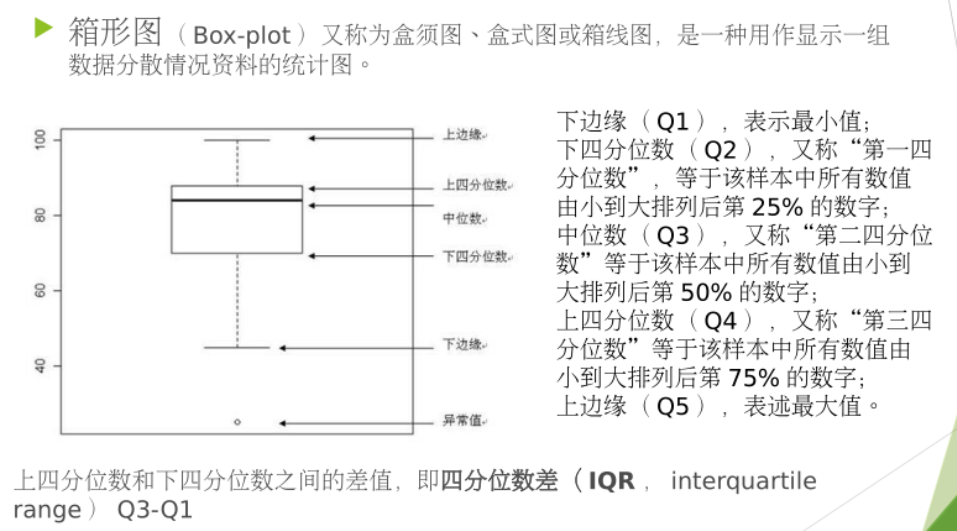 箱形图（Box-plot）又称为盒须图、盒式图或箱线图，是一种用作显示一组
数据分散情况资料的统计图。
100
80
60
40
上边缘
上四分位数
中位数
下四分位数
下边缘
异常值
下边缘（Q1），表示最小值；
下四分位数（Q2），又称“第一四
分位数”，等于该样本中所有数值
由小到大排列后第 25% 的数字；
中位数（Q3），又称“第二四分位
数”等于该样本中所有数值由小到
大排列后第 50% 的数字；
上四分位数（Q4），又称“第三四
分位数”等于该样本中所有数值由
小到大排列后第 75% 的数字；
上边缘（Q5），表述最大值。
上四分位数和下四分位数之间的差值，即四分位数差（IQR， interquartile
range） Q3-Q1